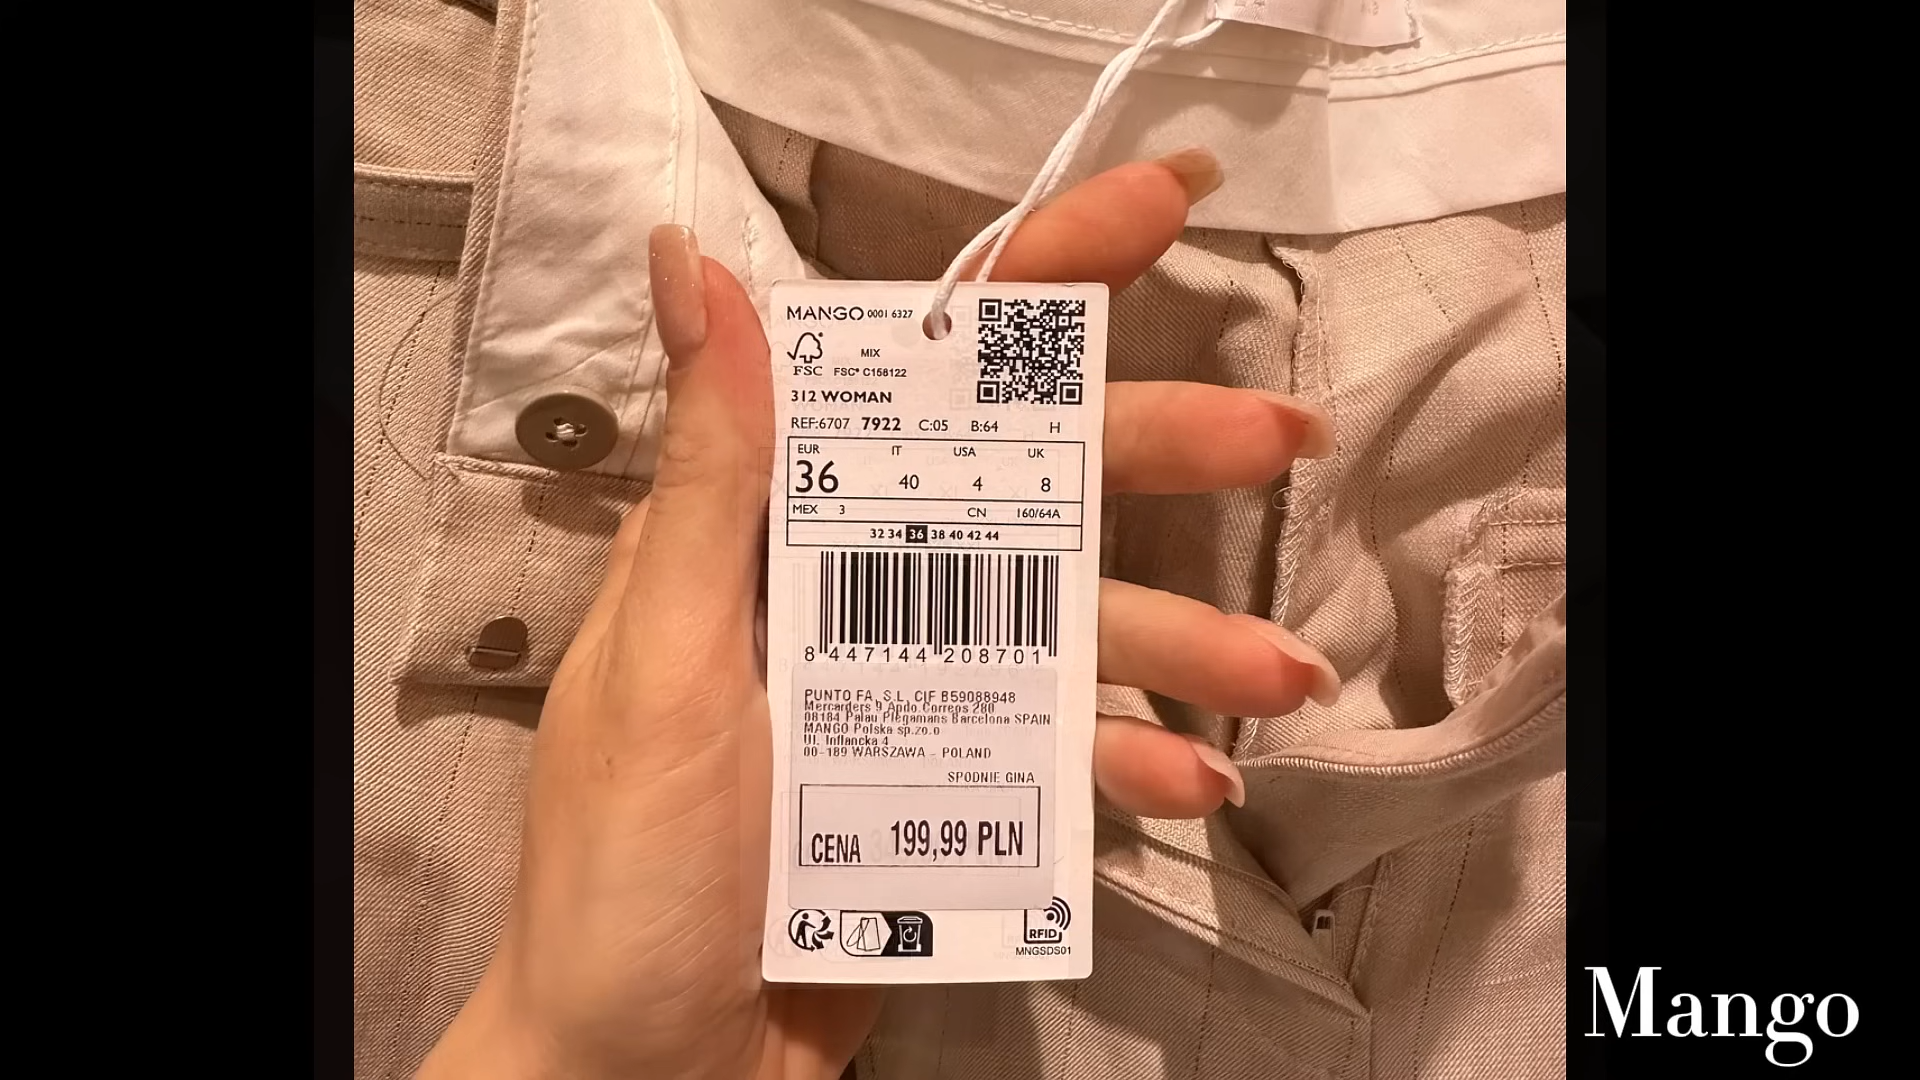 MANGO 0001 6327
MIX
FSC FSC® C158122
312 WOMAN
REF:6707 7922 C:05 B:64 H
EUR IT USA UK
36 40 4 8
MEX 3 CN 160/64A
32 34 36 38 40 42 44
8 447144 208701
PUNTO FA, S.L. CIF B59088948
Mercarders 9 Apdo.Correos 280
08184 Palau Plegamans Barcelona SPAIN
MANGO Polska sp.zo.o
Ul. Inflancka 4
00-189 WARSZAWA - POLAND
SPODNIE GINA
CENA 199,99 PLN
RFID
MNGSDS01
Mango